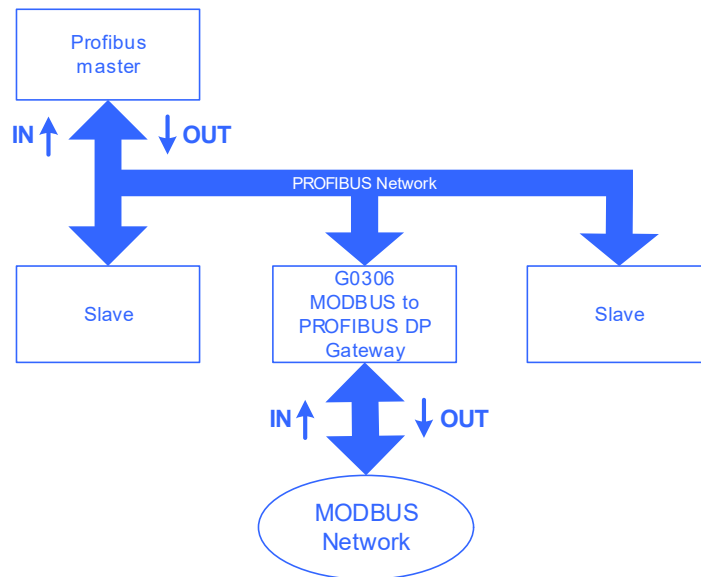 Profibus
master
IN
OUT
PROFIBUS Network
Slave
G0306
MODBUS to
PROFIBUS DP
Gateway
Slave
IN
OUT
MODBUS
Network